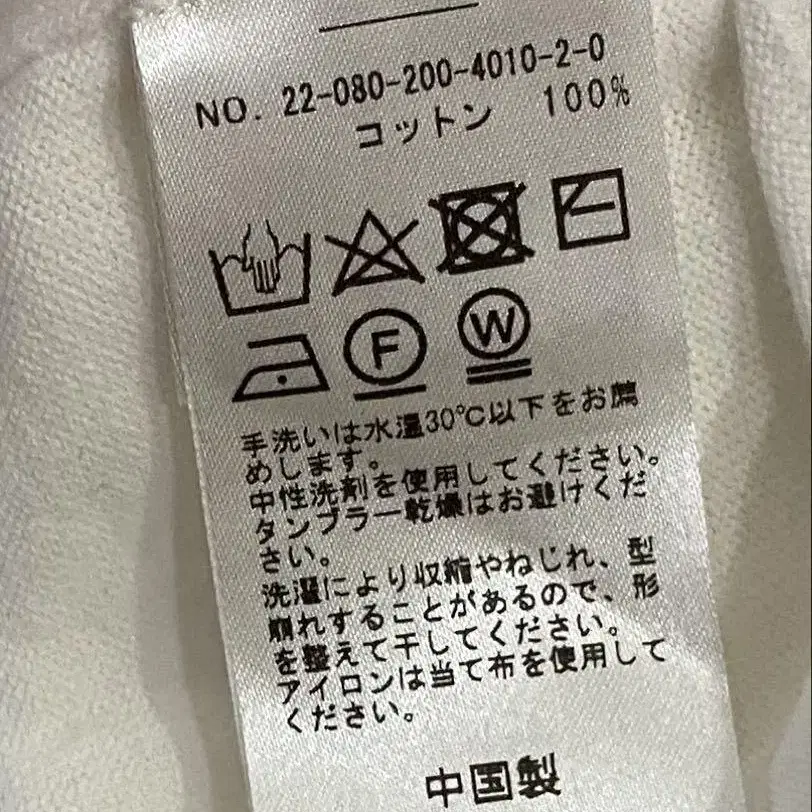 NO. 22-080-200-4010-2-0
コットン 100%
F W
手洗いは水温30℃以下をお薦
めします。
中性洗剤を使用してください。
タンブラー乾燥はお避けくだ
さい。
洗濯により収縮やねじれ、型
崩れすることがあるので、形
を整えて干してください。
アイロンは当て布を使用して
ください。
中国製